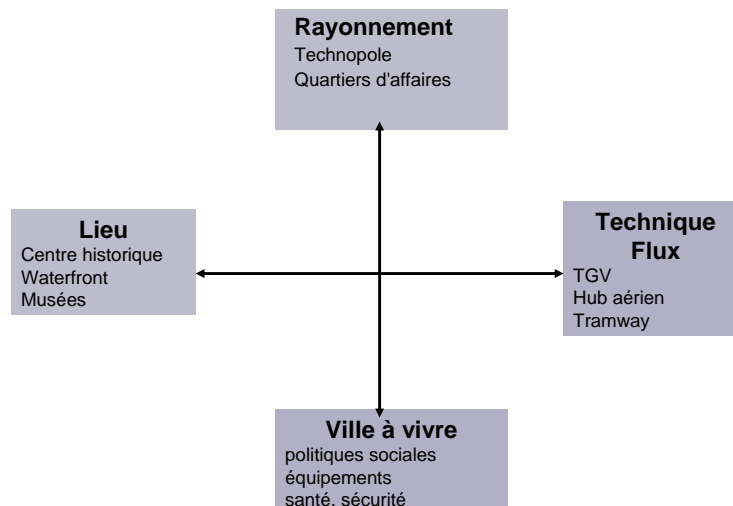 Rayonnement
Technopole
Quartiers d'affaires
Lieu
Centre historique
Waterfront
Musées
Technique
Flux
TGV
Hub aérien
Tramway
Ville à vivre
politiques sociales
équipements
santé, sécurité